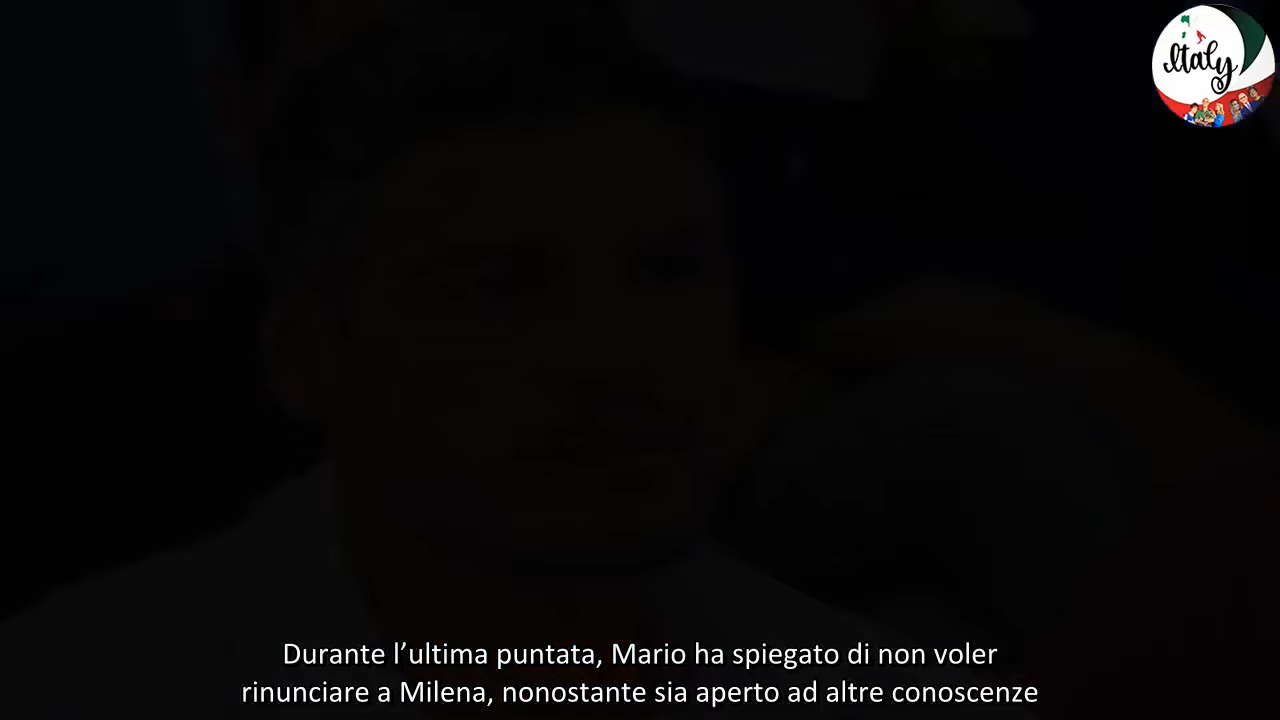 Italy
Durante l’ultima puntata, Mario ha spiegato di non voler
rinunciare a Milena, nonostante sia aperto ad altre conoscenze